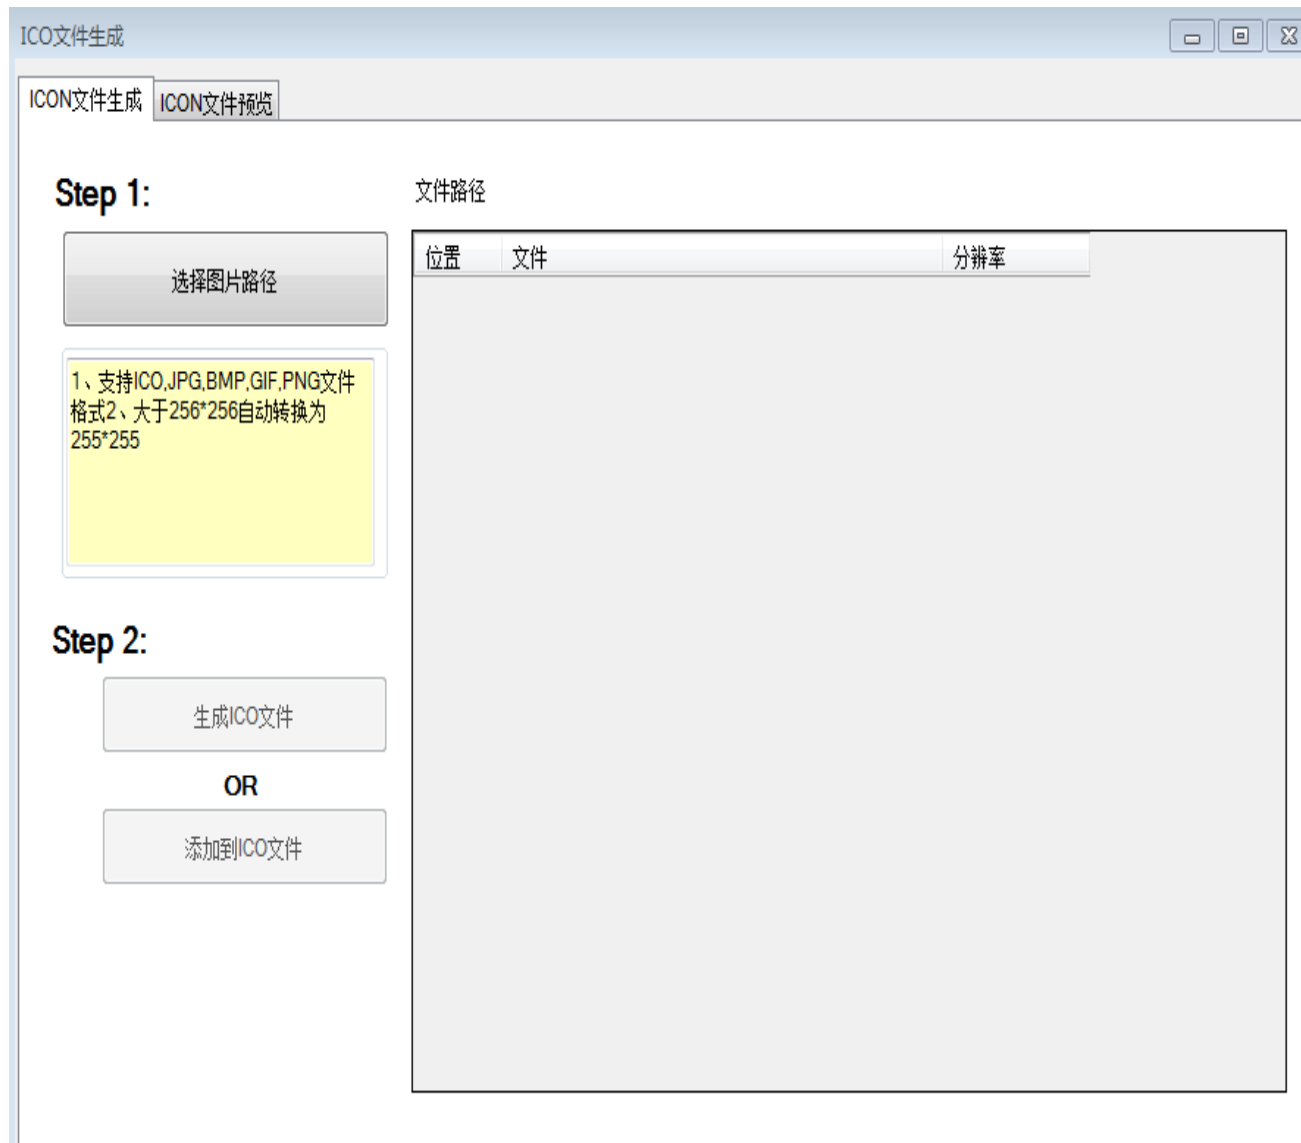 ICO文件生成
ICON文件生成 ICON文件预览
Step 1:
文件路径
选择图片路径
位置 文件 分辨率
1、支持ICO,JPG,BMP,GIF,PNG文件
格式2、大于256*256自动转换为
255*255
Step 2:
生成ICO文件
OR
添加到ICO文件